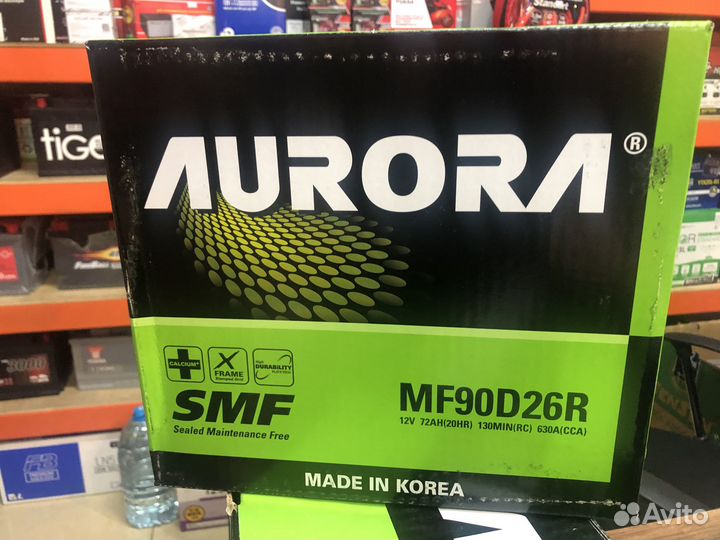 AURORA®
CALCIUM+
X
FRAME
Stamped Grid
High
DURABILITY
SMF
Sealed Maintenance Free
MF90D26R
12V 72AH(20HR) 130MIN(RC) 630A(CCA)
MADE IN KOREA
tige
3000
Avito